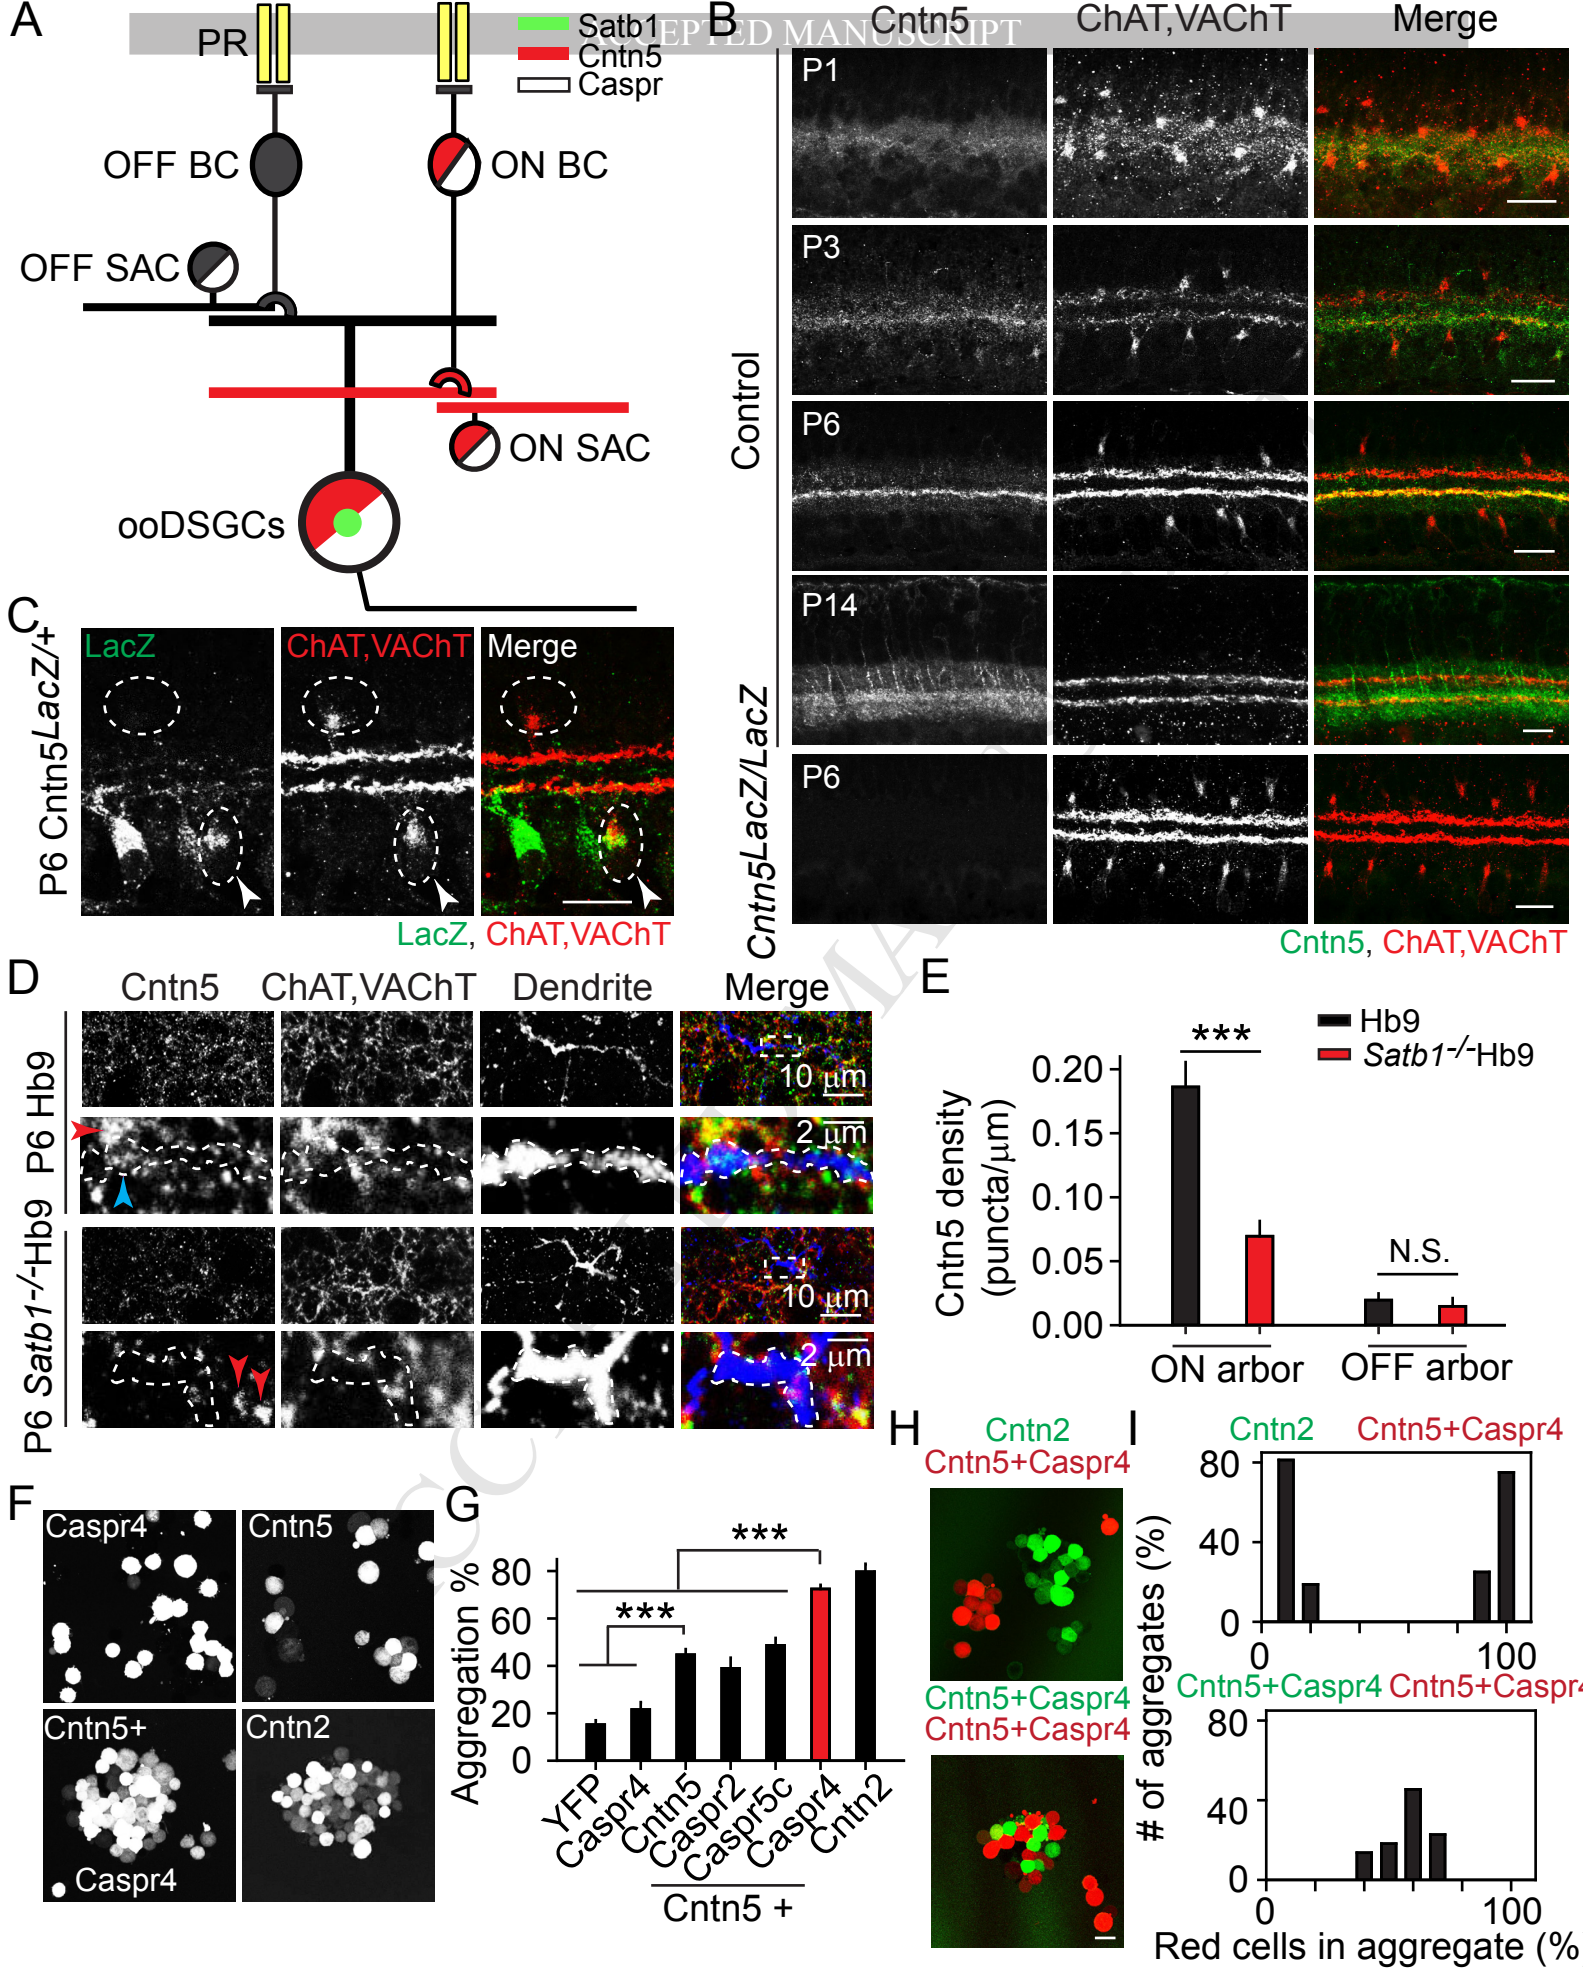 ACCEPTED MANUSCRIPT
A
PR
Satb1
Cntn5
Caspr
OFF BC
ON BC
OFF SAC
ON SAC
ooDSGCs
B
Cntn5
ChAT,VAChT
Merge
Control
P1
P3
P6
P14
Cntn5LacZ/LacZ
P6
Cntn5, ChAT,VAChT
C
P6 Cntn5LacZ/+
LacZ
ChAT,VAChT
Merge
LacZ, ChAT,VAChT
D
Cntn5
ChAT,VAChT
Dendrite
Merge
P6 Hb9
10 μm
2 μm
P6 Satb1-/-Hb9
10 μm
2 μm
E
Hb9
Satb1-/-Hb9
Cntn5 density
(puncta/μm)
0.20
0.15
0.10
0.05
0.00
***
N.S.
ON arbor
OFF arbor
F
Caspr4
Cntn5
Cntn5+
Caspr4
Cntn2
G
Aggregation %
80
60
40
20
0
***
***
YFP
Caspr4
Cntn5
Caspr2
Caspr5c
Caspr4
Cntn2
Cntn5 +
H
Cntn2
Cntn5+Caspr4
Cntn5+Caspr4
Cntn5+Caspr4
I
Cntn2
Cntn5+Caspr4
# of aggregates (%)
80
40
0
0
100
Cntn5+Caspr4
Cntn5+Caspr4
80
40
0
0
100
Red cells in aggregate (%